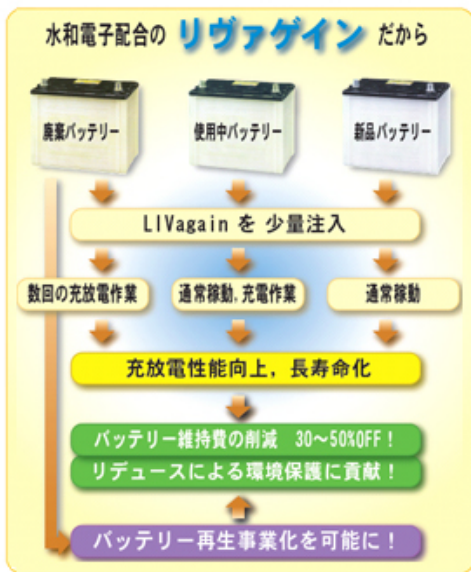 水和電子配合の リヴァゲイン だから
廃棄バッテリー 使用中バッテリー 新品バッテリー
LIVagain を 少量注入
数回の充放電作業 通常稼動,充電作業 通常稼動
充放電性能向上,長寿命化
バッテリー維持費の削減 30～50%OFF！
リデュースによる環境保護に貢献！
バッテリー再生事業化を可能に！